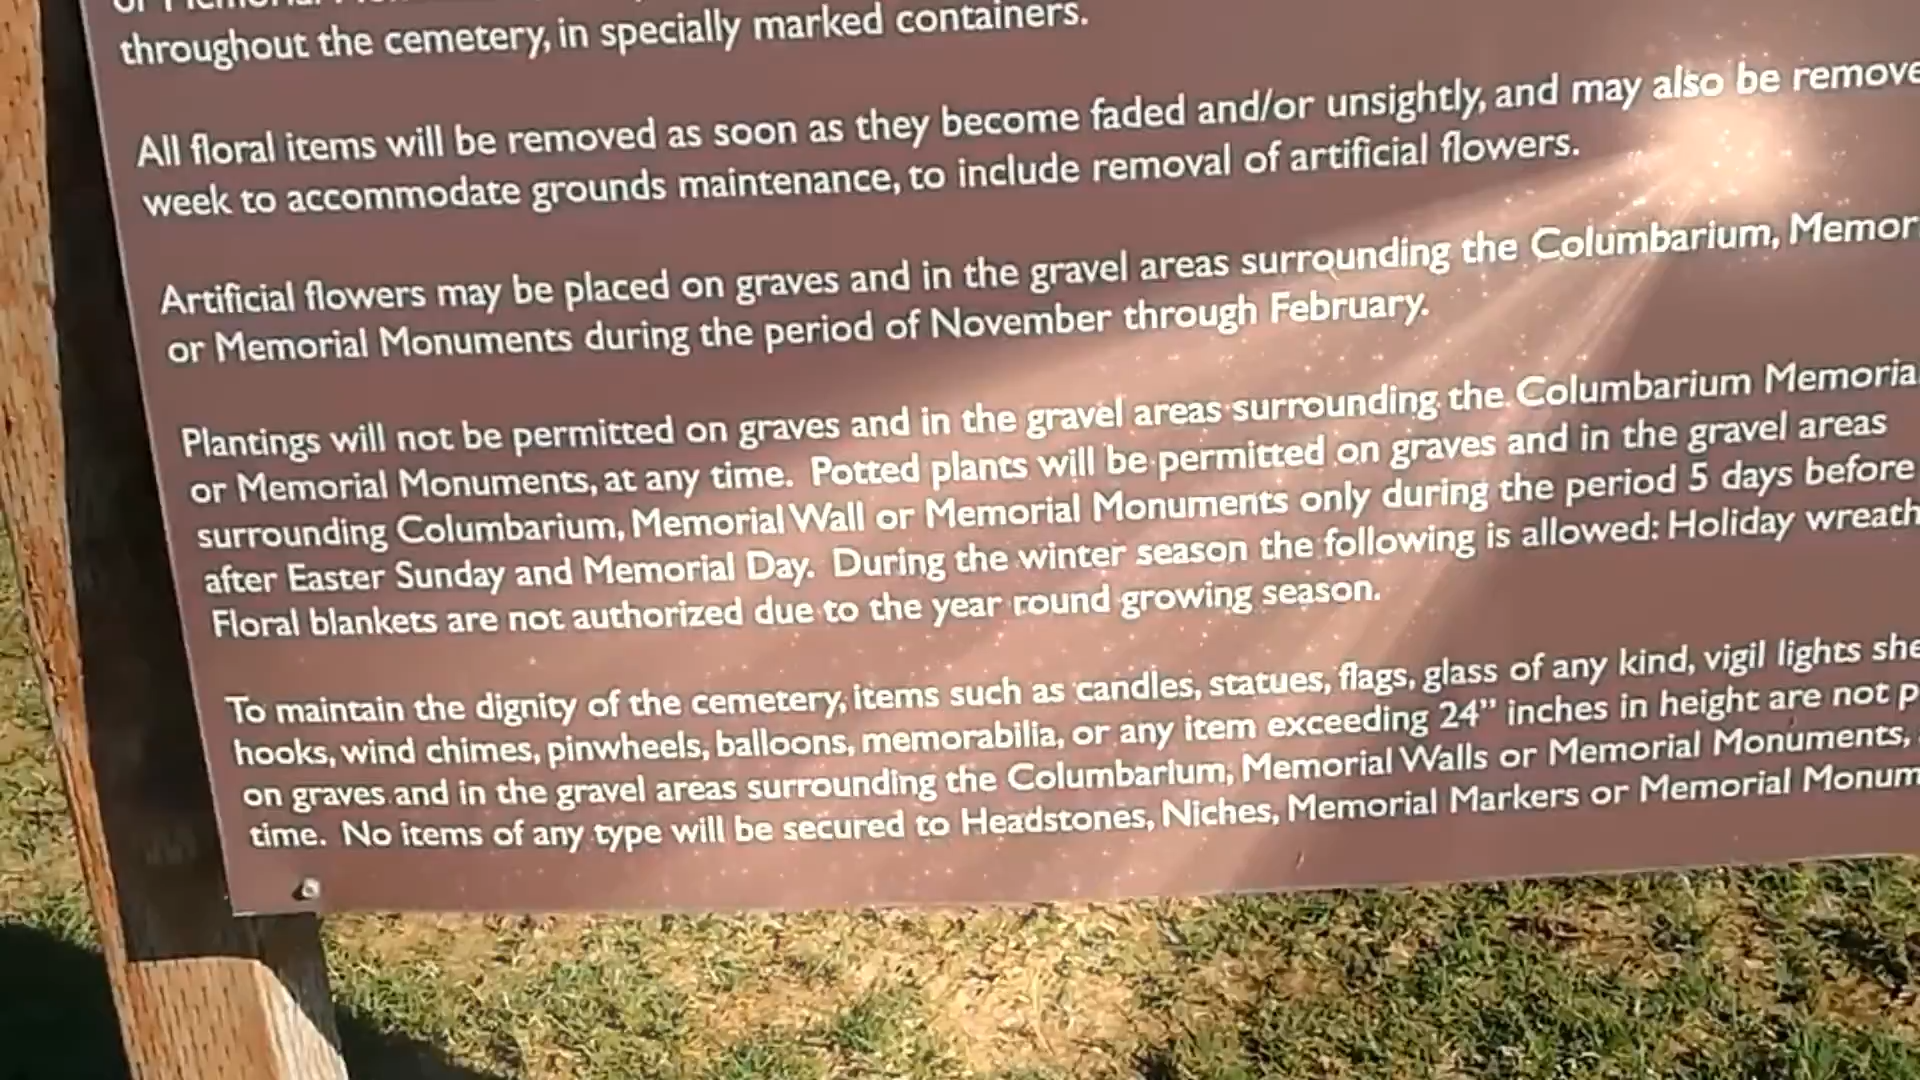 throughout the cemetery, in specially marked containers.
All floral items will be removed as soon as they become faded and/or unsightly, and may also be
week to accommodate grounds maintenance, to include removal of artificial flowers.
Artificial flowers may be placed on graves and in the gravel areas surrounding the Columbarium,
or Memorial Monuments during the period of November through February.
Plantings will not be permitted on graves and in the gravel areas surrounding the Columbarium Memorial
or Memorial Monuments, at any time. Potted plants will be permitted on graves and in the gravel areas
surrounding Columbarium, Memorial Wall or Memorial Monuments only during the period 5 days before
after Easter Sunday and Memorial Day. During the winter season the following is allowed: Holiday
Floral blankets are not authorized due to the year round growing season.
To maintain the dignity of the cemetery, items such as candles, statues, flags, glass of any kind, vigil lights
hooks, wind chimes, pinwheels, balloons, memorabilia, or any item exceeding 24” inches in height are not
on graves and in the gravel areas surrounding the Columbarium, Memorial Walls or Memorial Monuments,
time. No items of any type will be secured to Headstones, Niches, Memorial Markers or Memorial